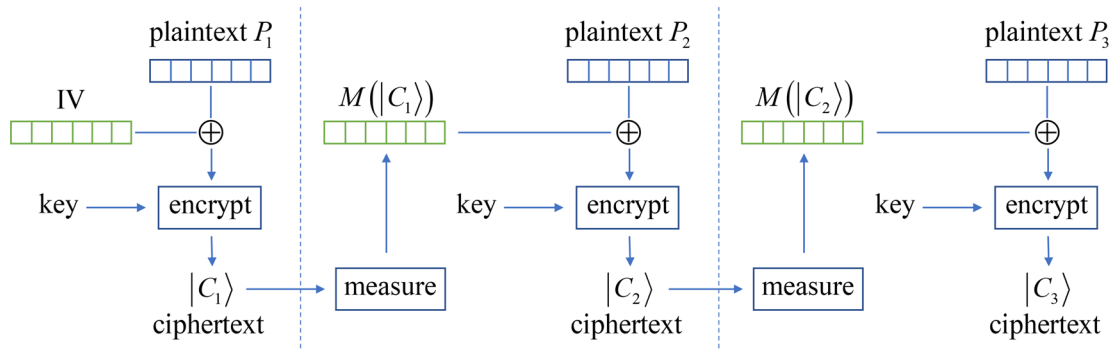 plaintext P₁
plaintext P₂
plaintext P₃
IV
M(|C₁⟩)
M(|C₂⟩)
key
encrypt
key
encrypt
key
encrypt
|C₁⟩
measure
|C₂⟩
measure
|C₃⟩
ciphertext
ciphertext
ciphertext